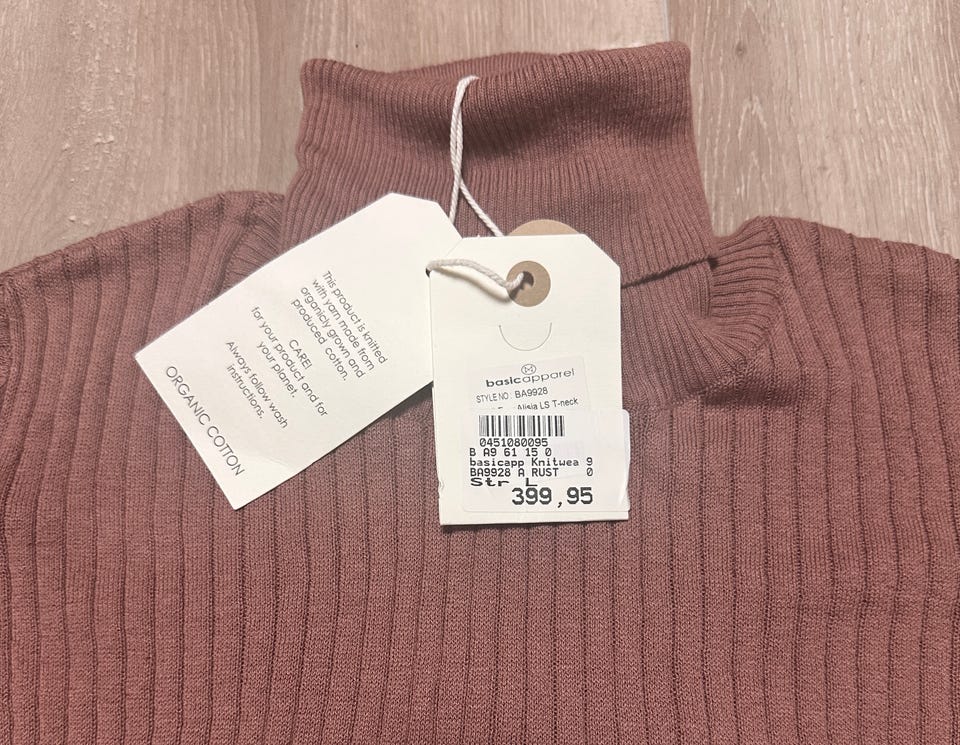 This product is knitted
with yarn made from
organicly grown and
produced cotton.
CARE!
for your product and for
your planet.
Always follow wash
instructions.
ORGANIC COTTON
basicapparel
STYLE NO: BA9928
Alisia LS T-neck
0451080095
B A9 61 15 0
basicapp Knitwea 9
BA9928 A RUST 0
Str L
399,95